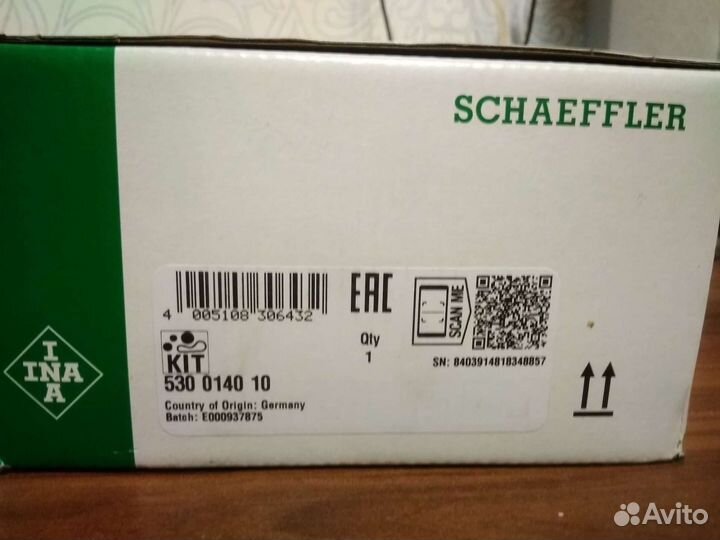 SCHAEFFLER
4 005108 306432
EAC
SCAN ME
Qty
1
SN: 8403914818348857
KIT
530 0140 10
Country of Origin: Germany
Batch: E000937875
INA
INA
Avito